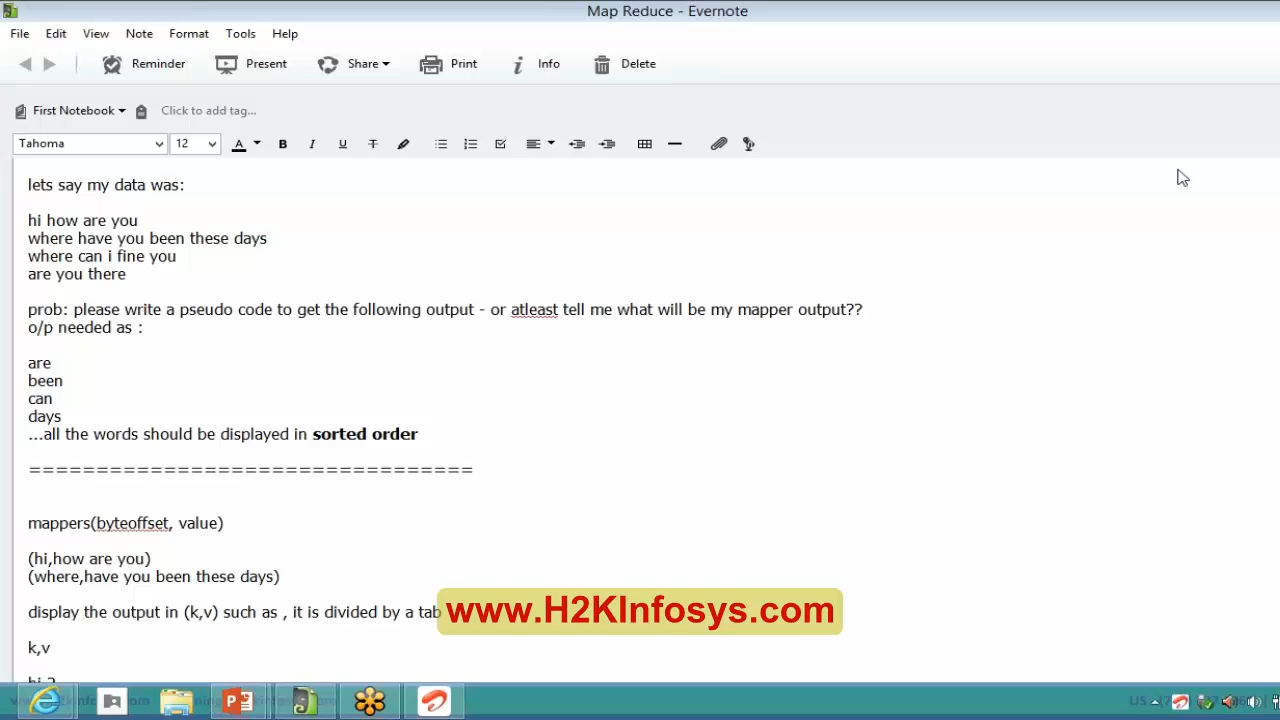 Map Reduce - Evernote
File Edit View Note Format Tools Help
Reminder Present Share Print Info Delete
First Notebook Click to add tag...
Tahoma 12 A B I U T
lets say my data was:
hi how are you
where have you been these days
where can i fine you
are you there
prob: please write a pseudo code to get the following output - or atleast tell me what will be my mapper output??
o/p needed as :
are
been
can
days
...all the words should be displayed in sorted order
=================================
mappers(byteoffset, value)
(hi,how are you)
(where,have you been these days)
display the output in (k,v) such as , it is divided by a tab
www.H2KInfosys.com
k,v